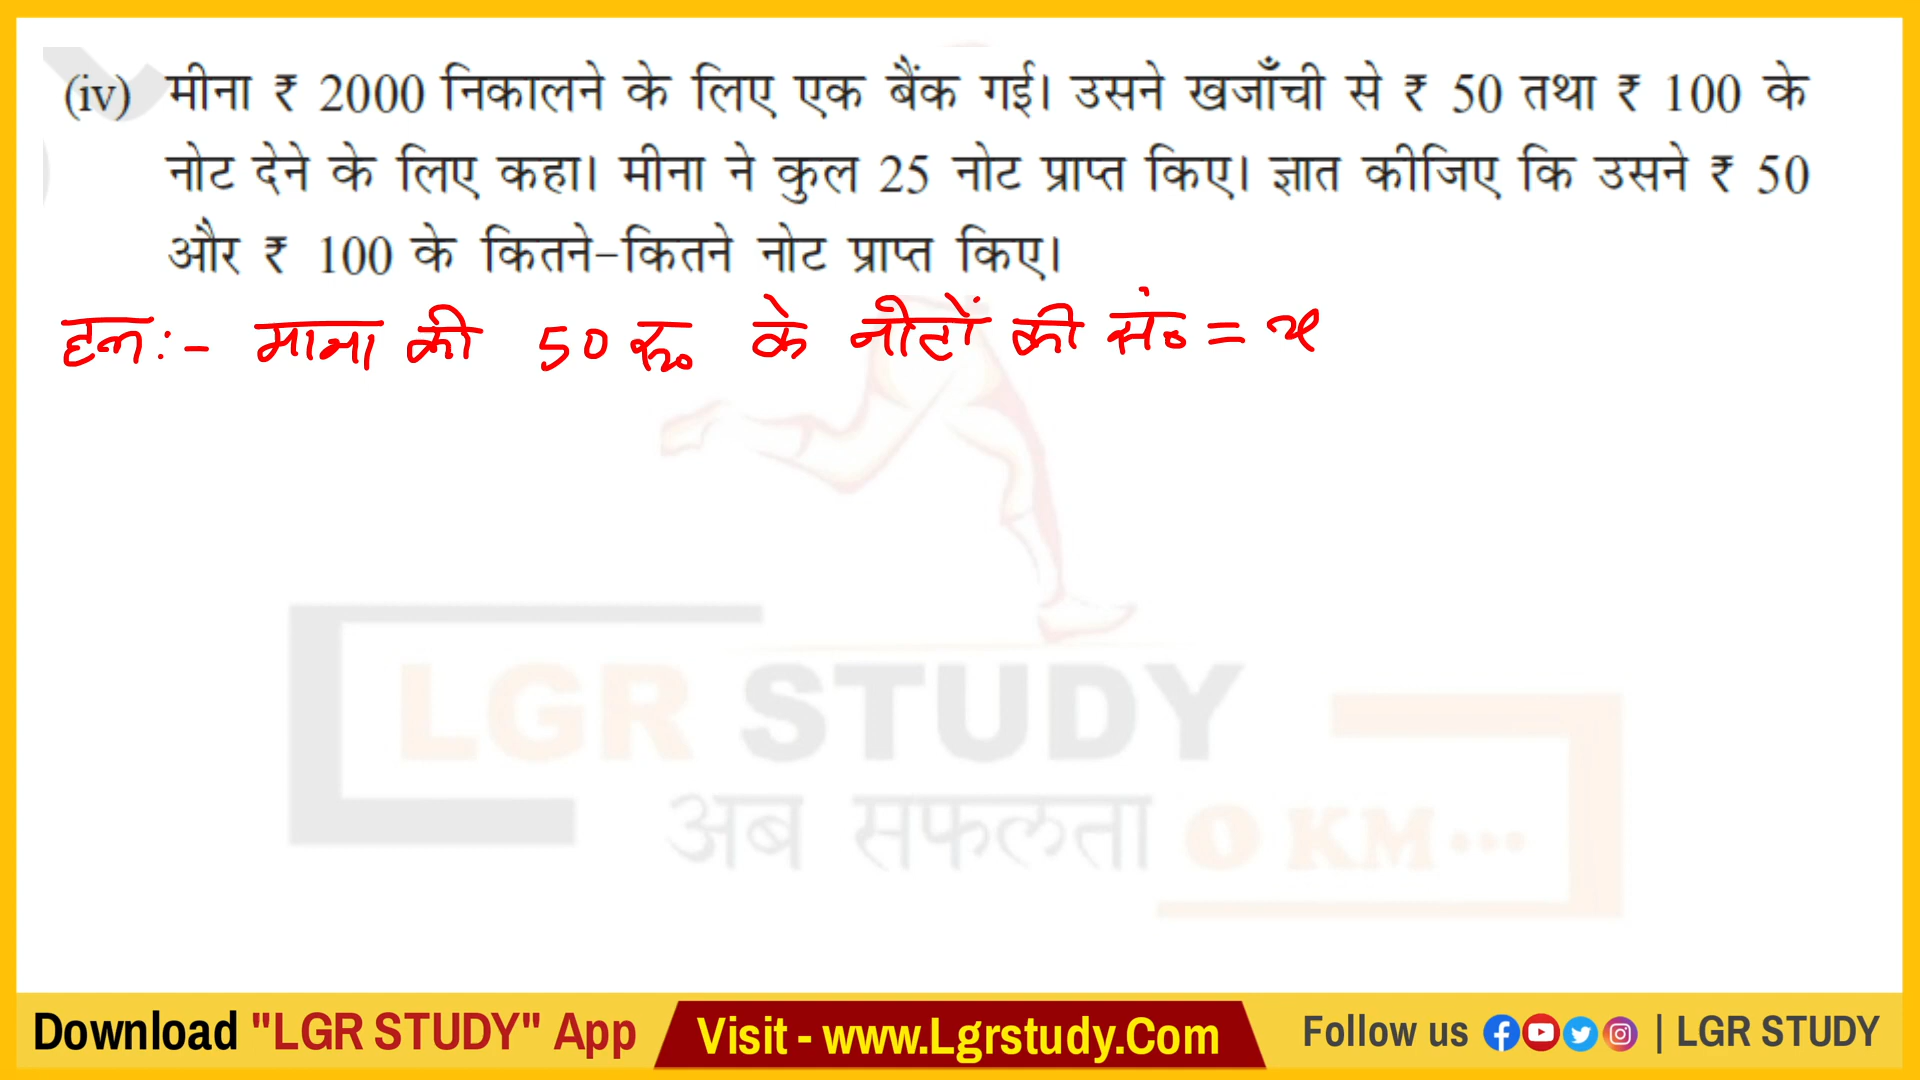 (iv) मीना ₹ 2000 निकालने के लिए एक बैंक गई। उसने खजाँची से ₹ 50 तथा ₹ 100 के
नोट देने के लिए कहा। मीना ने कुल 25 नोट प्राप्त किए। ज्ञात कीजिए कि उसने ₹ 50
और ₹ 100 के कितने-कितने नोट प्राप्त किए।
हल:- माना की 50 रू० के नोटों की सं० = x
LGR STUDY
अब सफलता 0 KM...
Download "LGR STUDY" App
Visit - www.Lgrstudy.Com
Follow us | LGR STUDY